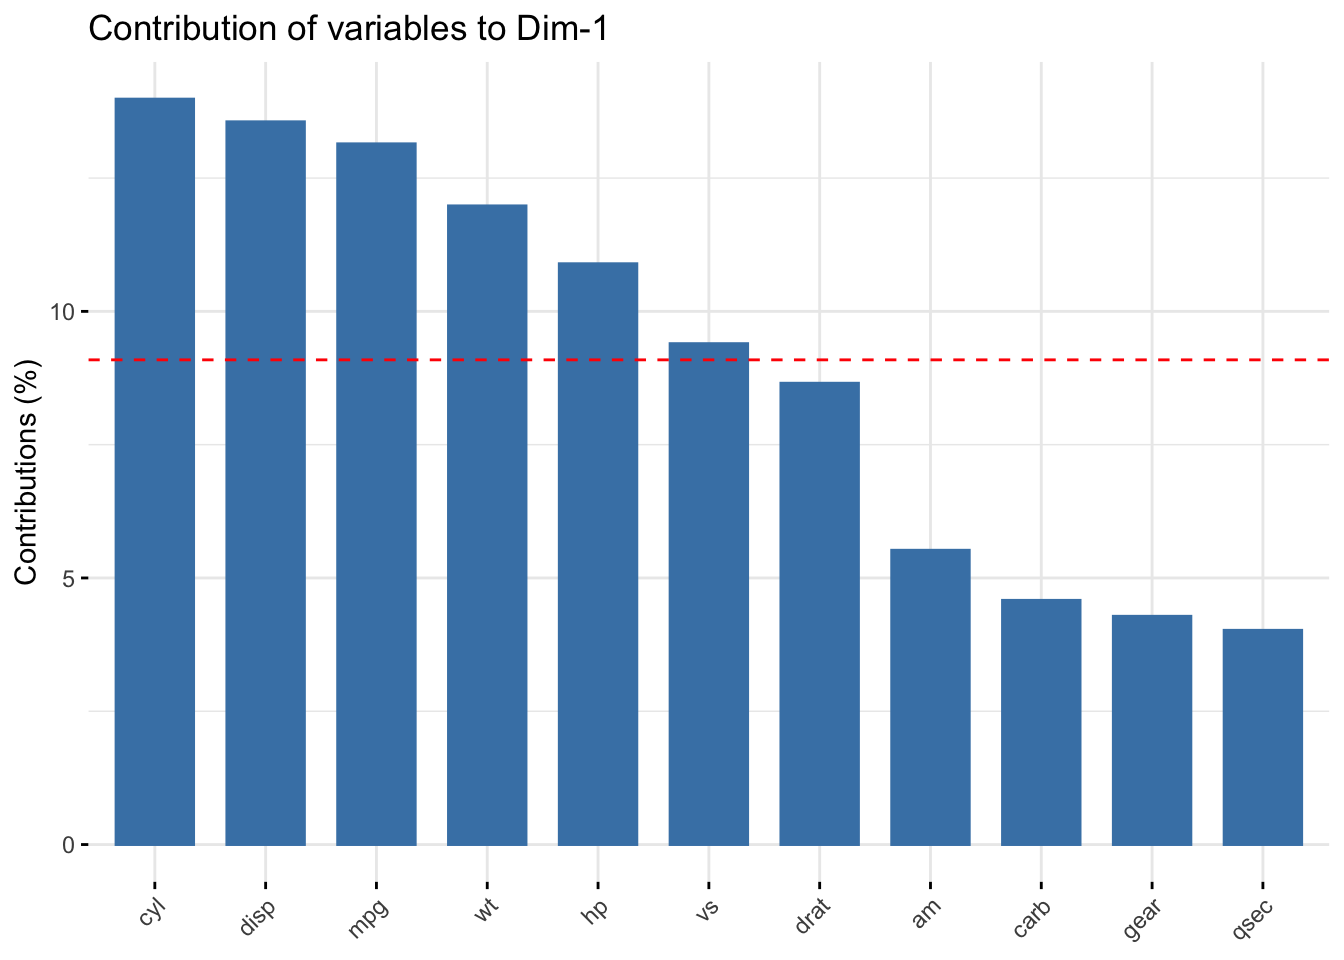 Contribution of variables to Dim-1
Contributions (%)
10
5
0
cyl
disp
mpg
wt
hp
vs
drat
am
carb
gear
qsec